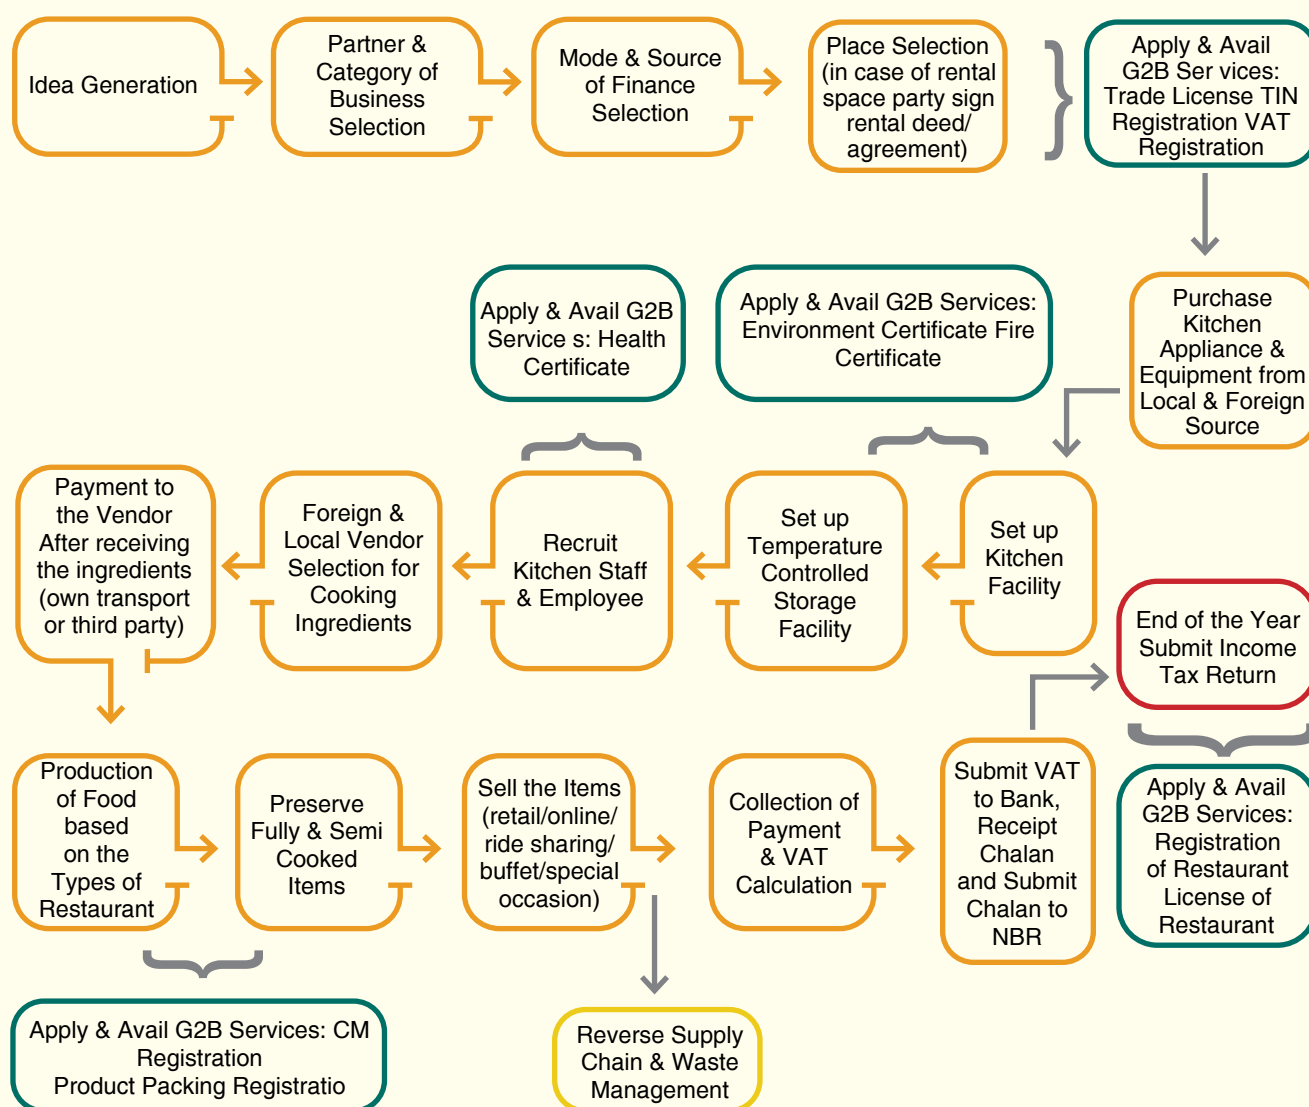 Idea Generation
Partner &
Category of
Business
Selection
Mode & Source
of Finance
Selection
Place Selection
(in case of rental
space party sign
rental deed/
agreement)
Apply & Avail
G2B Ser vices:
Trade License TIN
Registration VAT
Registration
Purchase
Kitchen
Appliance &
Equipment from
Local & Foreign
Source
Apply & Avail G2B Services:
Environment Certificate Fire
Certificate
Apply & Avail G2B
Service s: Health
Certificate
Set up
Kitchen
Facility
Set up
Temperature
Controlled
Storage
Facility
Recruit
Kitchen Staff
& Employee
Foreign &
Local Vendor
Selection for
Cooking
Ingredients
Payment to
the Vendor
After receiving
the ingredients
(own transport
or third party)
Production
of Food
based
on the
Types of
Restaurant
Preserve
Fully & Semi
Cooked
Items
Sell the Items
(retail/online/
ride sharing/
buffet/special
occasion)
Collection of
Payment
& VAT
Calculation
Submit VAT
to Bank,
Receipt
Chalan
and Submit
Chalan to
NBR
End of the Year
Submit Income
Tax Return
Apply & Avail
G2B Services:
Registration
of Restaurant
License of
Restaurant
Apply & Avail G2B Services: CM
Registration
Product Packing Registratio
Reverse Supply
Chain & Waste
Management